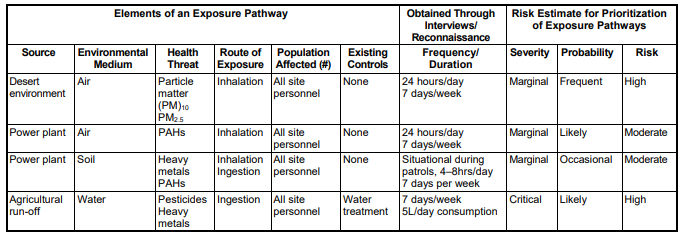 Elements of an Exposure Pathway
Obtained Through
Interviews/
Reconnaissance
Risk Estimate for Prioritization
of Exposure Pathways
Source
Environmental
Medium
Health
Threat
Route of
Exposure
Population
Affected (#)
Existing
Controls
Frequency/
Duration
Severity
Probability
Risk
Desert
environment
Air
Particle
matter
(PM)10
PM2.5
Inhalation
All site
personnel
None
24 hours/day
7 days/week
Marginal
Frequent
High
Power plant
Air
PAHs
Inhalation
All site
personnel
None
24 hours/day
7 days/week
Marginal
Likely
Moderate
Power plant
Soil
Heavy
metals
PAHs
Inhalation
Ingestion
All site
personnel
None
Situational during
patrols, 4–8hrs/day
7 days per week
Marginal
Occasional
Moderate
Agricultural
run-off
Water
Pesticides
Heavy
metals
Ingestion
All site
personnel
Water
treatment
7 days/week
5L/day consumption
Critical
Likely
High